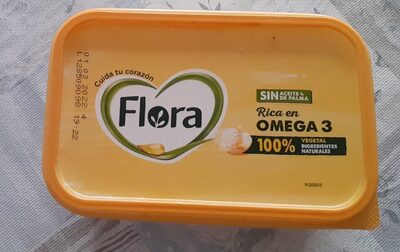 Cuida tu corazón
Flora
SIN ACEITE
DE PALMA
Rica en
OMEGA 3
100% VEGETAL
INGREDIENTES
NATURALES
01 03 2022 4
19:22